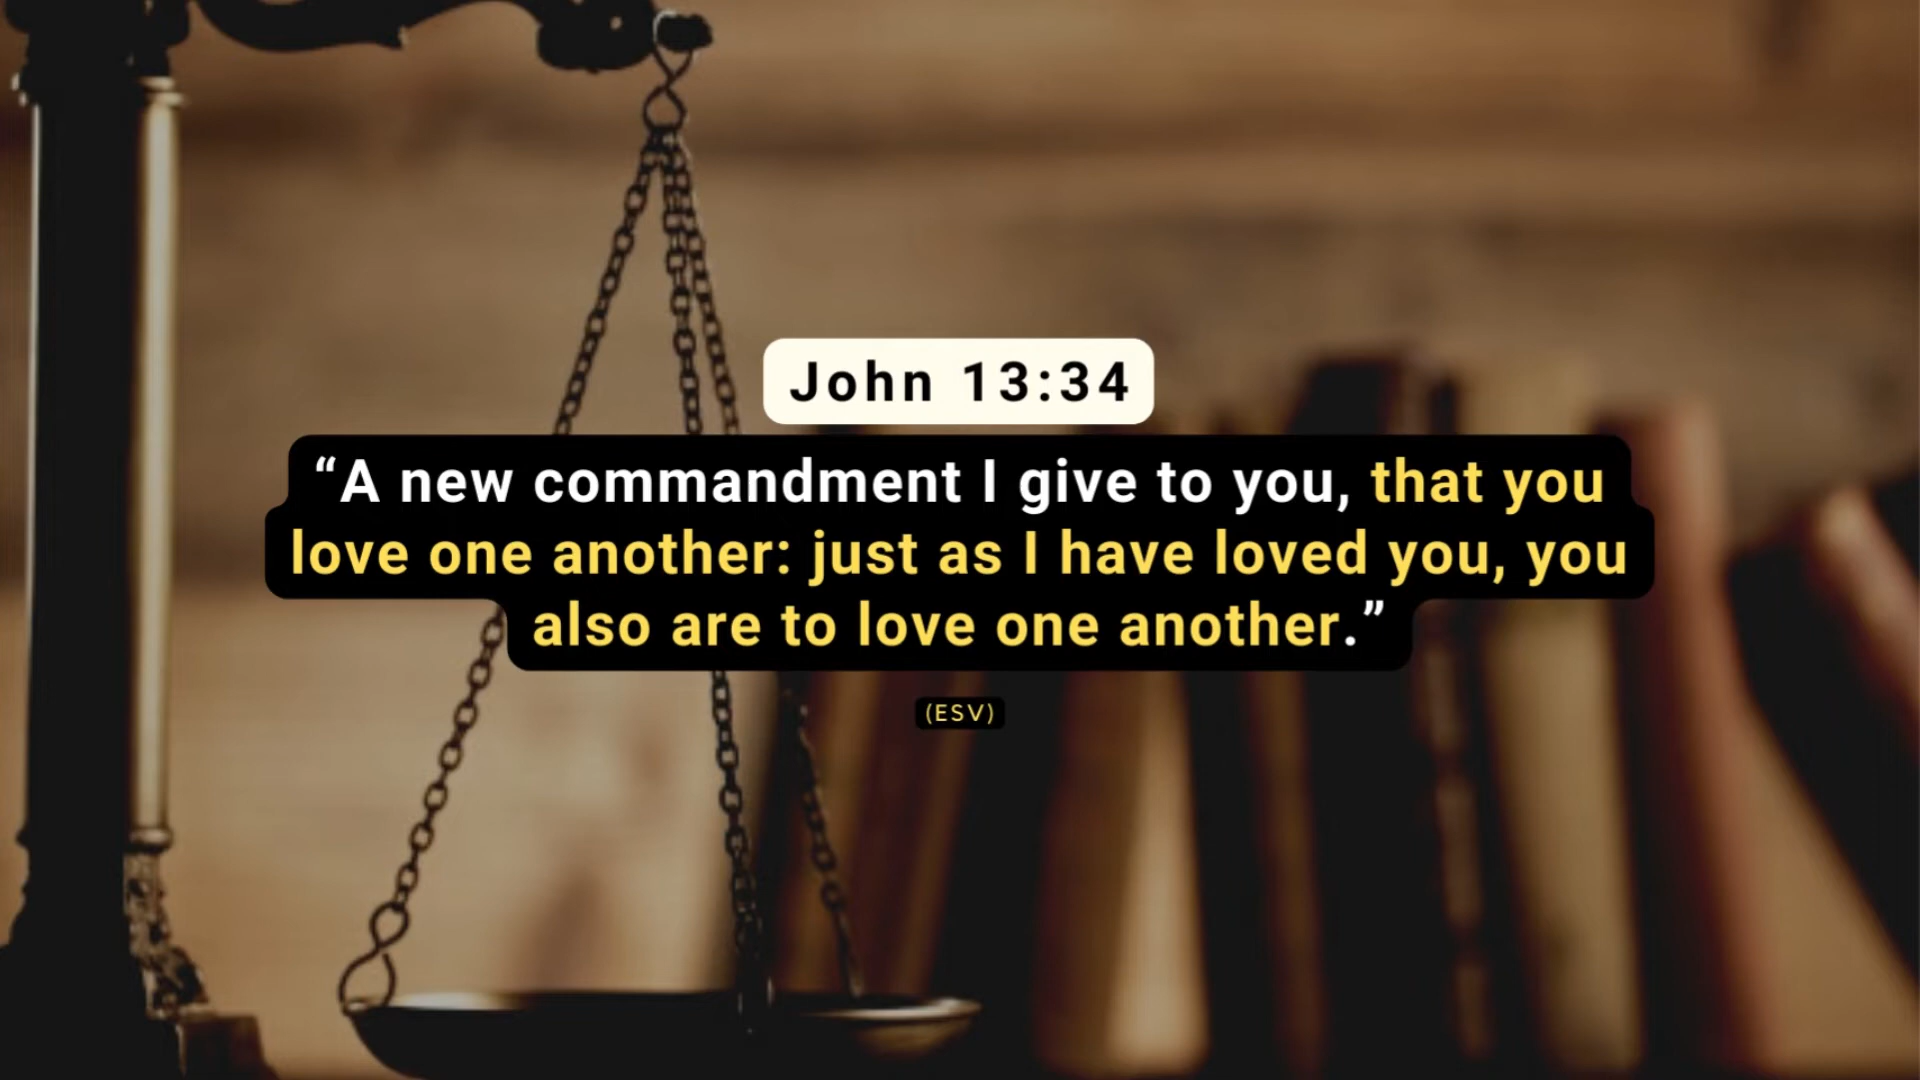 John 13:34
“A new commandment I give to you, that you
love one another: just as I have loved you, you
also are to love one another.”
(ESV)